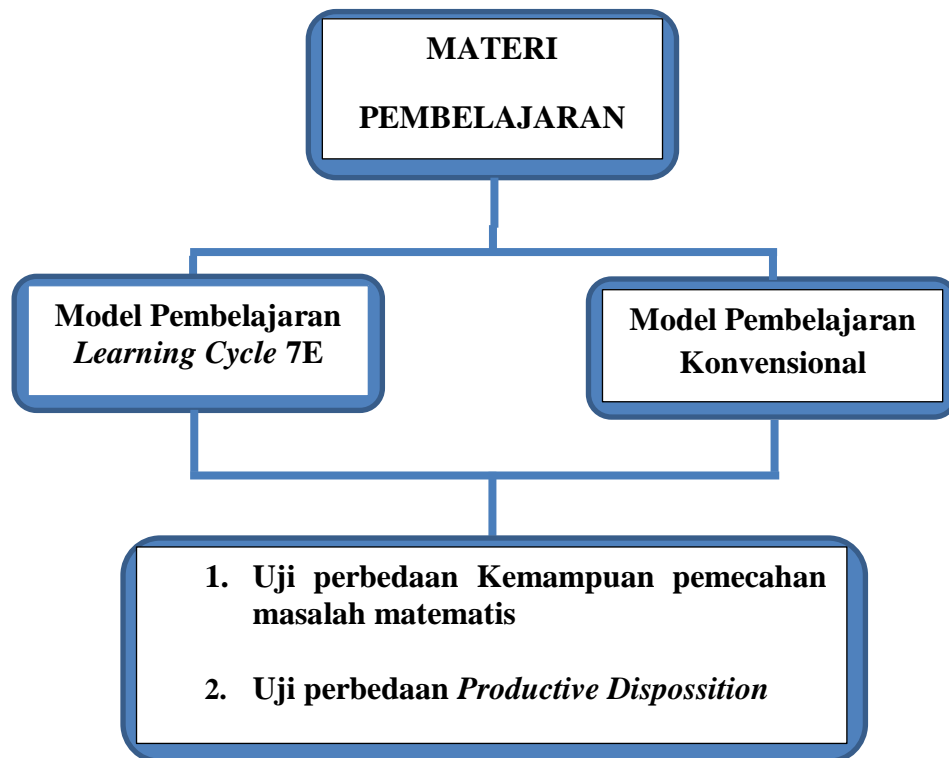 MATERI
PEMBELAJARAN
Model Pembelajaran
Learning Cycle 7E
Model Pembelajaran
Konvensional
1. Uji perbedaan Kemampuan pemecahan
masalah matematis
2. Uji perbedaan Productive Dispossition